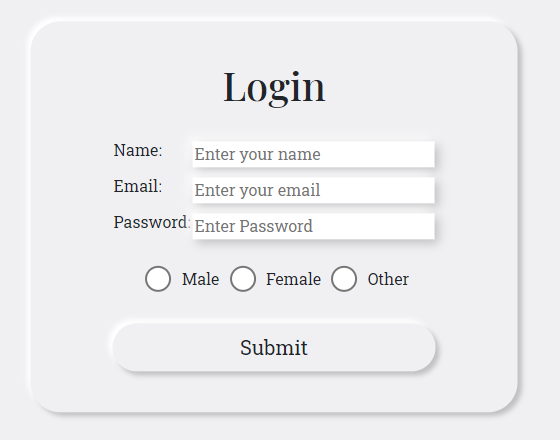 Login
Name: Enter your name
Email: Enter your email
Password: Enter Password
Male Female Other
Submit